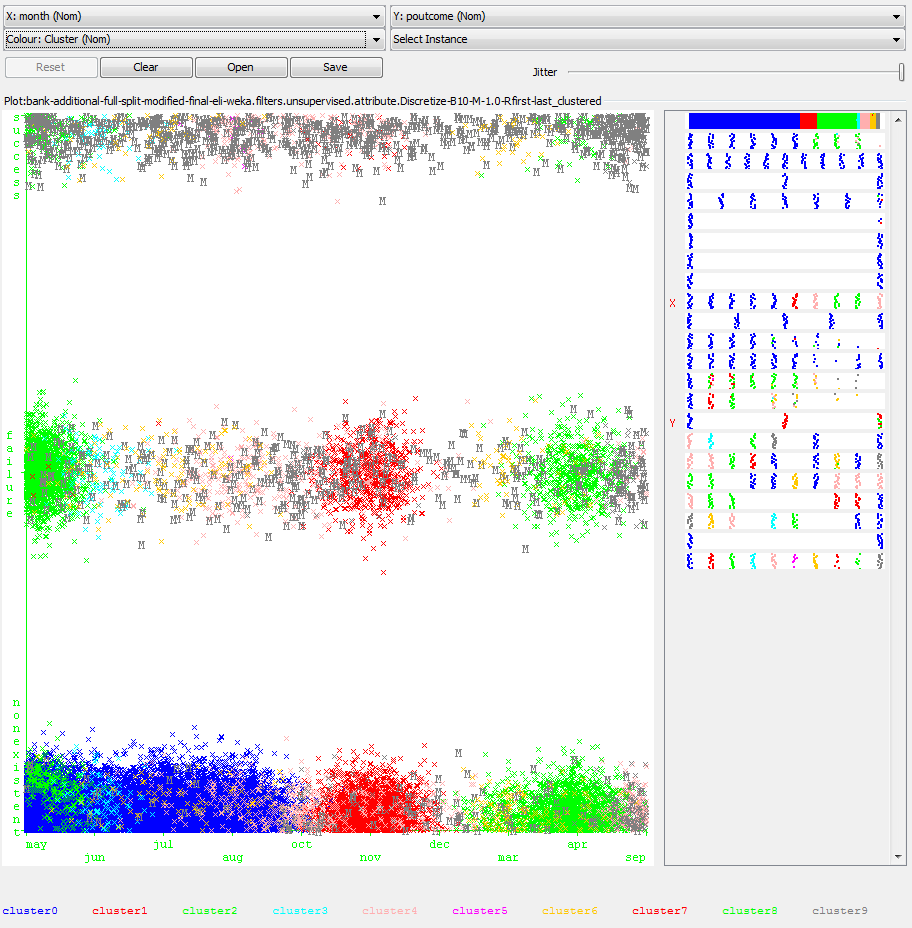 X: month (Nom) Y: poutcome (Nom)
Colour: Cluster (Nom) Select Instance
Reset Clear Open Save Jitter
Plot:bank-additional-full-split-modified-final-eli-weka.filters.unsupervised.attribute.Discretize-B10-M-1.0-Rfirst-last_clustered
success
X
failure
Y
nonexistent
may jun jul aug oct nov dec mar apr sep
cluster0 cluster1 cluster2 cluster3 cluster4 cluster5 cluster6 cluster7 cluster8 cluster9